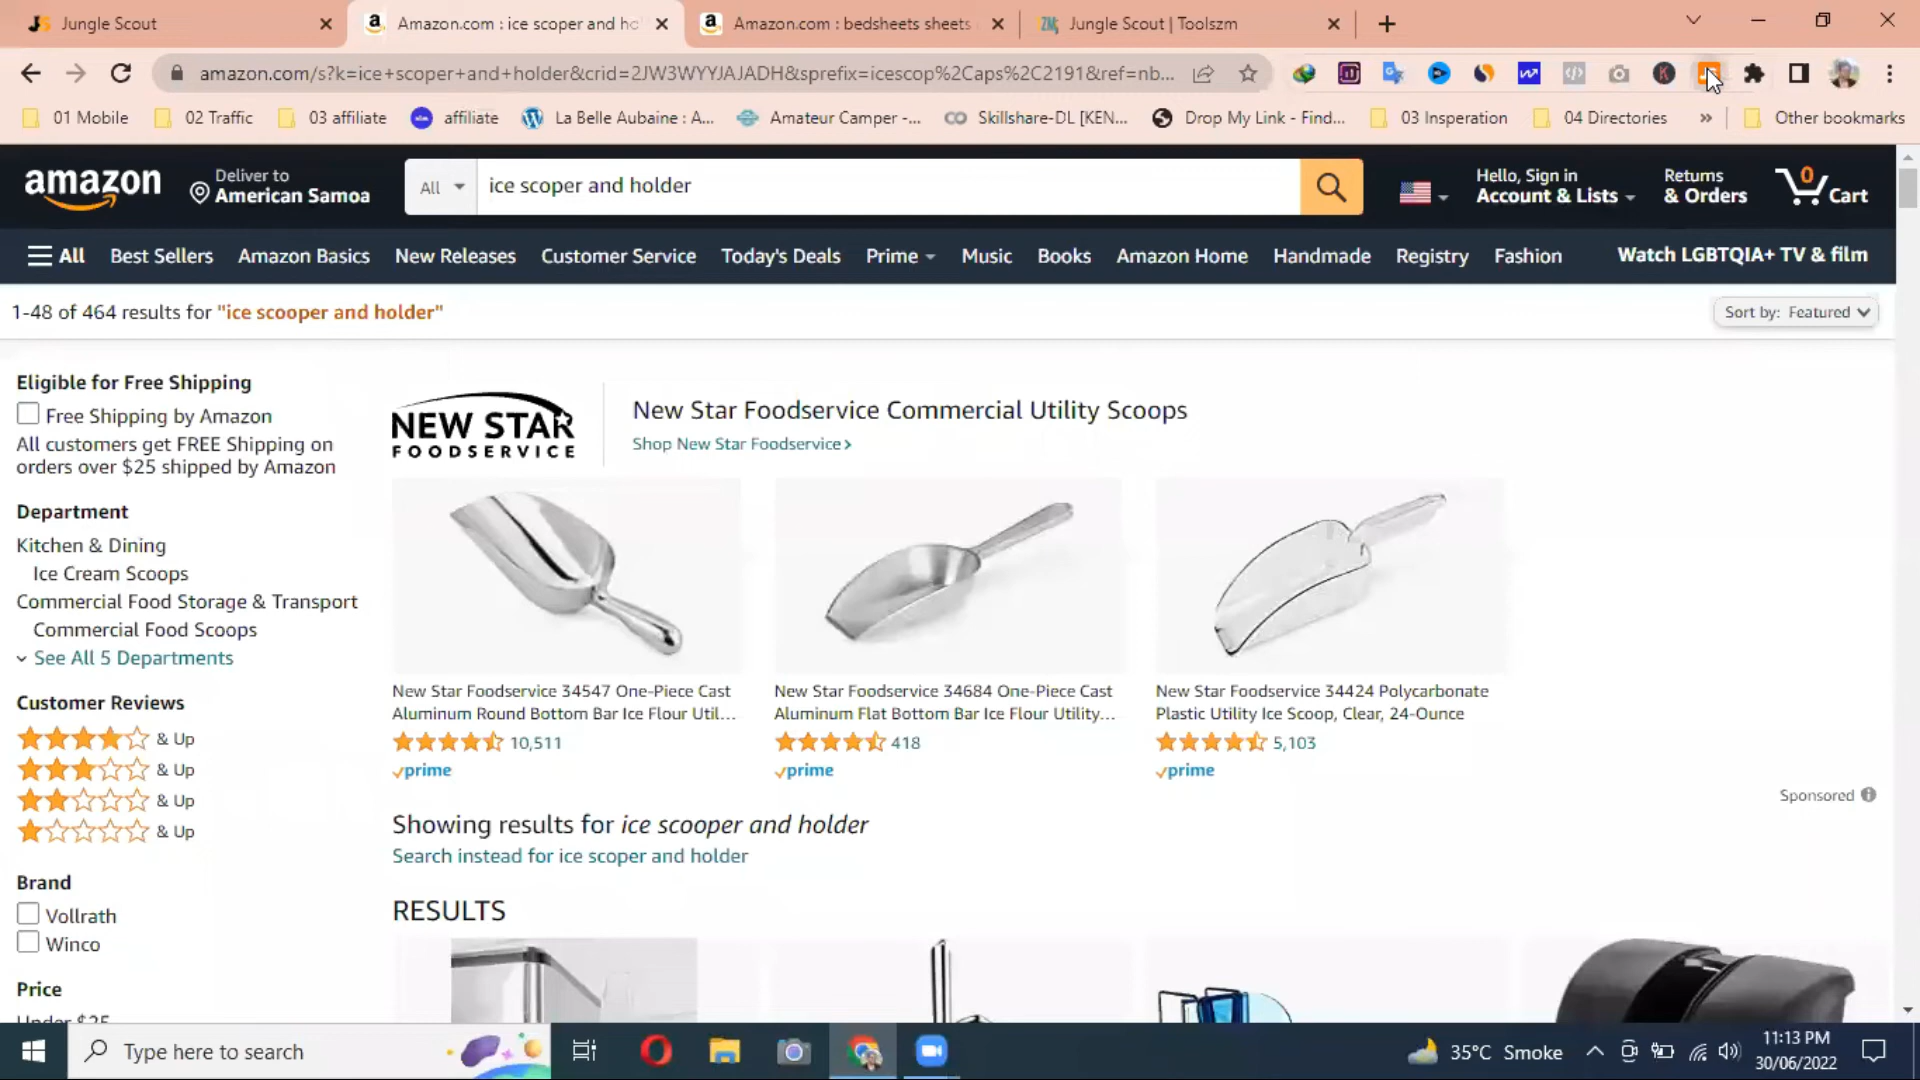 Jungle Scout
Amazon.com : ice scoper and ho
Amazon.com : bedsheets sheets
Jungle Scout | Toolszm
amazon.com/s?k=ice+scoper+and+holder&crid=2JW3WYYJAJADH&sprefix=icescop%2Caps%2C2191&ref=nb...
01 Mobile
02 Traffic
03 affiliate
affiliate
La Belle Aubaine : A...
Amateur Camper -...
Skillshare-DL [KEN...
Drop My Link - Find...
03 Insperation
04 Directories
»
Other bookmarks
amazon
Deliver to
American Samoa
All
ice scoper and holder
Hello, Sign in
Account & Lists
Returns
& Orders
0
Cart
All
Best Sellers
Amazon Basics
New Releases
Customer Service
Today's Deals
Prime
Music
Books
Amazon Home
Handmade
Registry
Fashion
Watch LGBTQIA+ TV & film
1-48 of 464 results for "ice scooper and holder"
Sort by: Featured
Eligible for Free Shipping
Free Shipping by Amazon
All customers get FREE Shipping on
orders over $25 shipped by Amazon
Department
Kitchen & Dining
Ice Cream Scoops
Commercial Food Storage & Transport
Commercial Food Scoops
See All 5 Departments
Customer Reviews
& Up
& Up
& Up
& Up
Brand
Vollrath
Winco
Price
Under $25
NEW STAR
FOODSERVICE
New Star Foodservice Commercial Utility Scoops
Shop New Star Foodservice ›
New Star Foodservice 34547 One-Piece Cast
Aluminum Round Bottom Bar Ice Flour Util...
10,511
prime
New Star Foodservice 34684 One-Piece Cast
Aluminum Flat Bottom Bar Ice Flour Utility...
418
prime
New Star Foodservice 34424 Polycarbonate
Plastic Utility Ice Scoop, Clear, 24-Ounce
5,103
prime
Sponsored
Showing results for ice scooper and holder
Search instead for ice scoper and holder
RESULTS
Type here to search
35°C Smoke
11:13 PM
30/06/2022